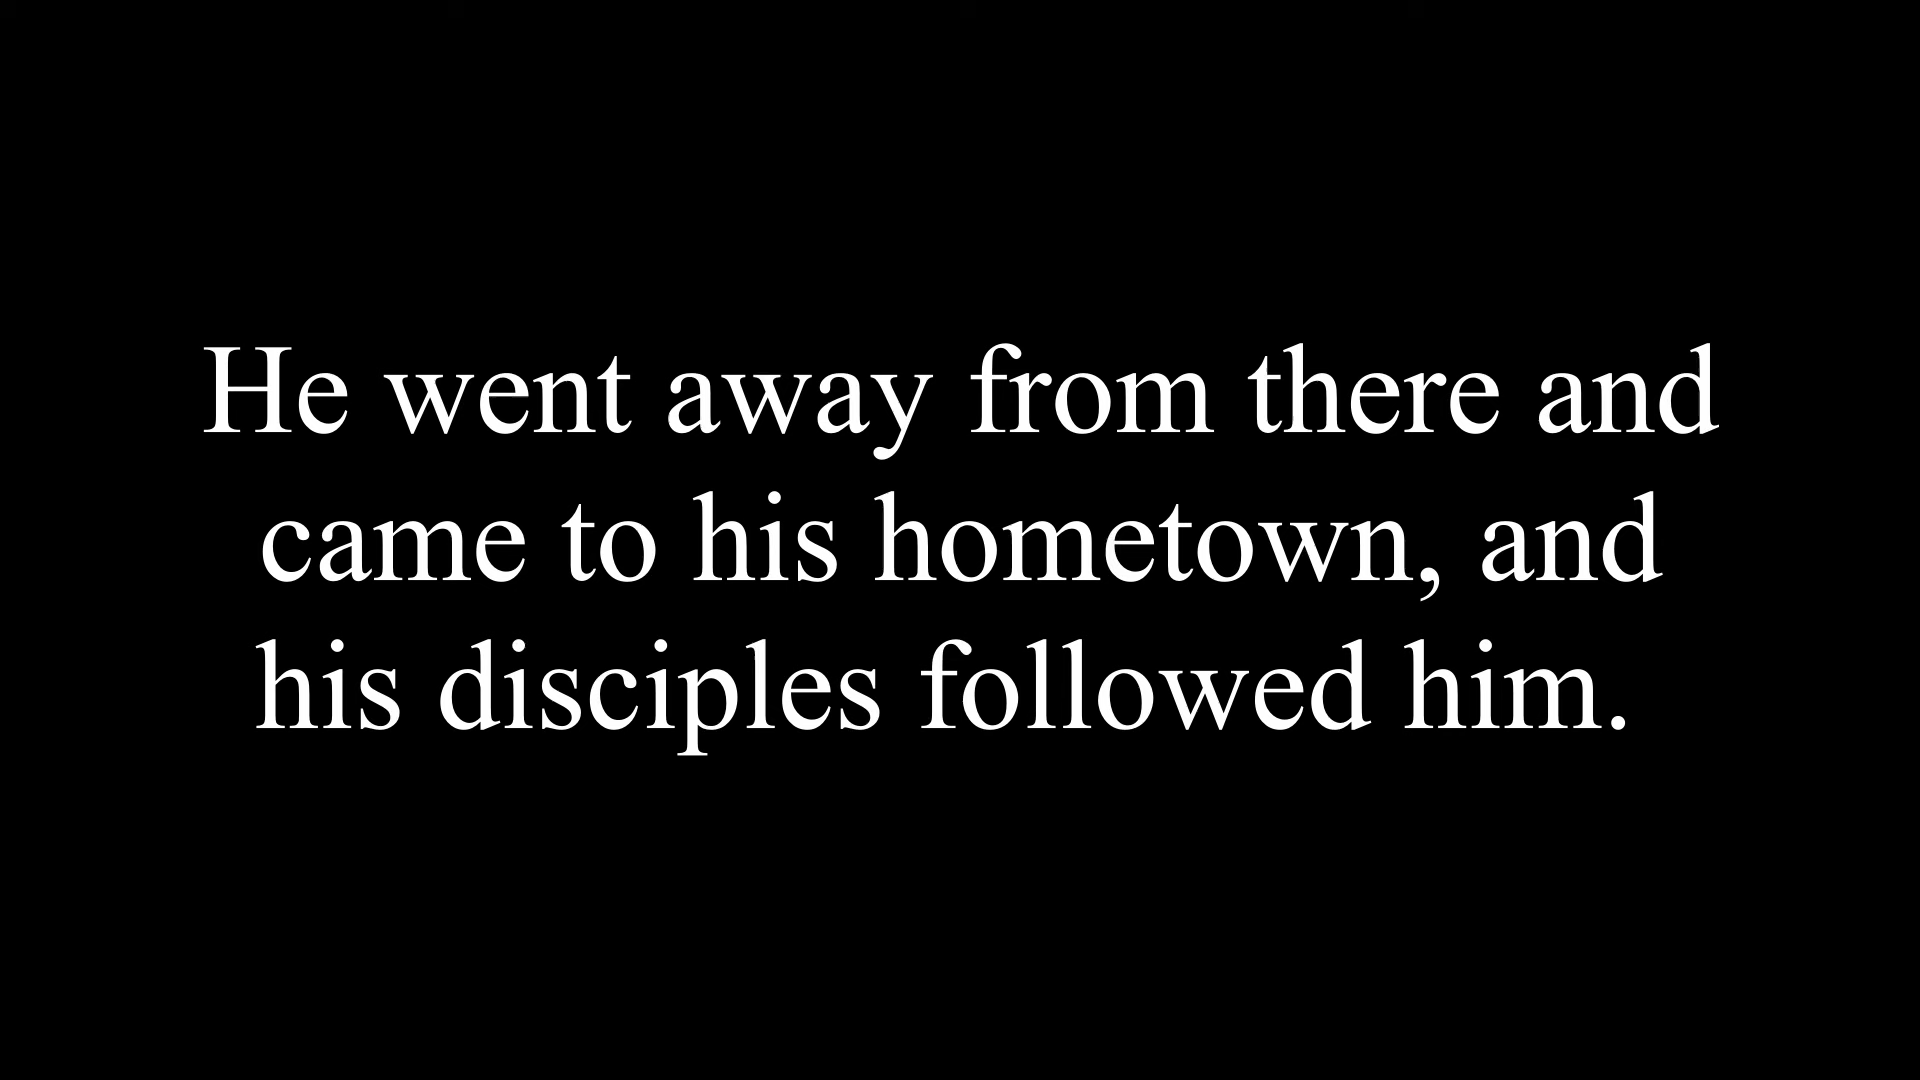 He went away from there and
came to his hometown, and
his disciples followed him.